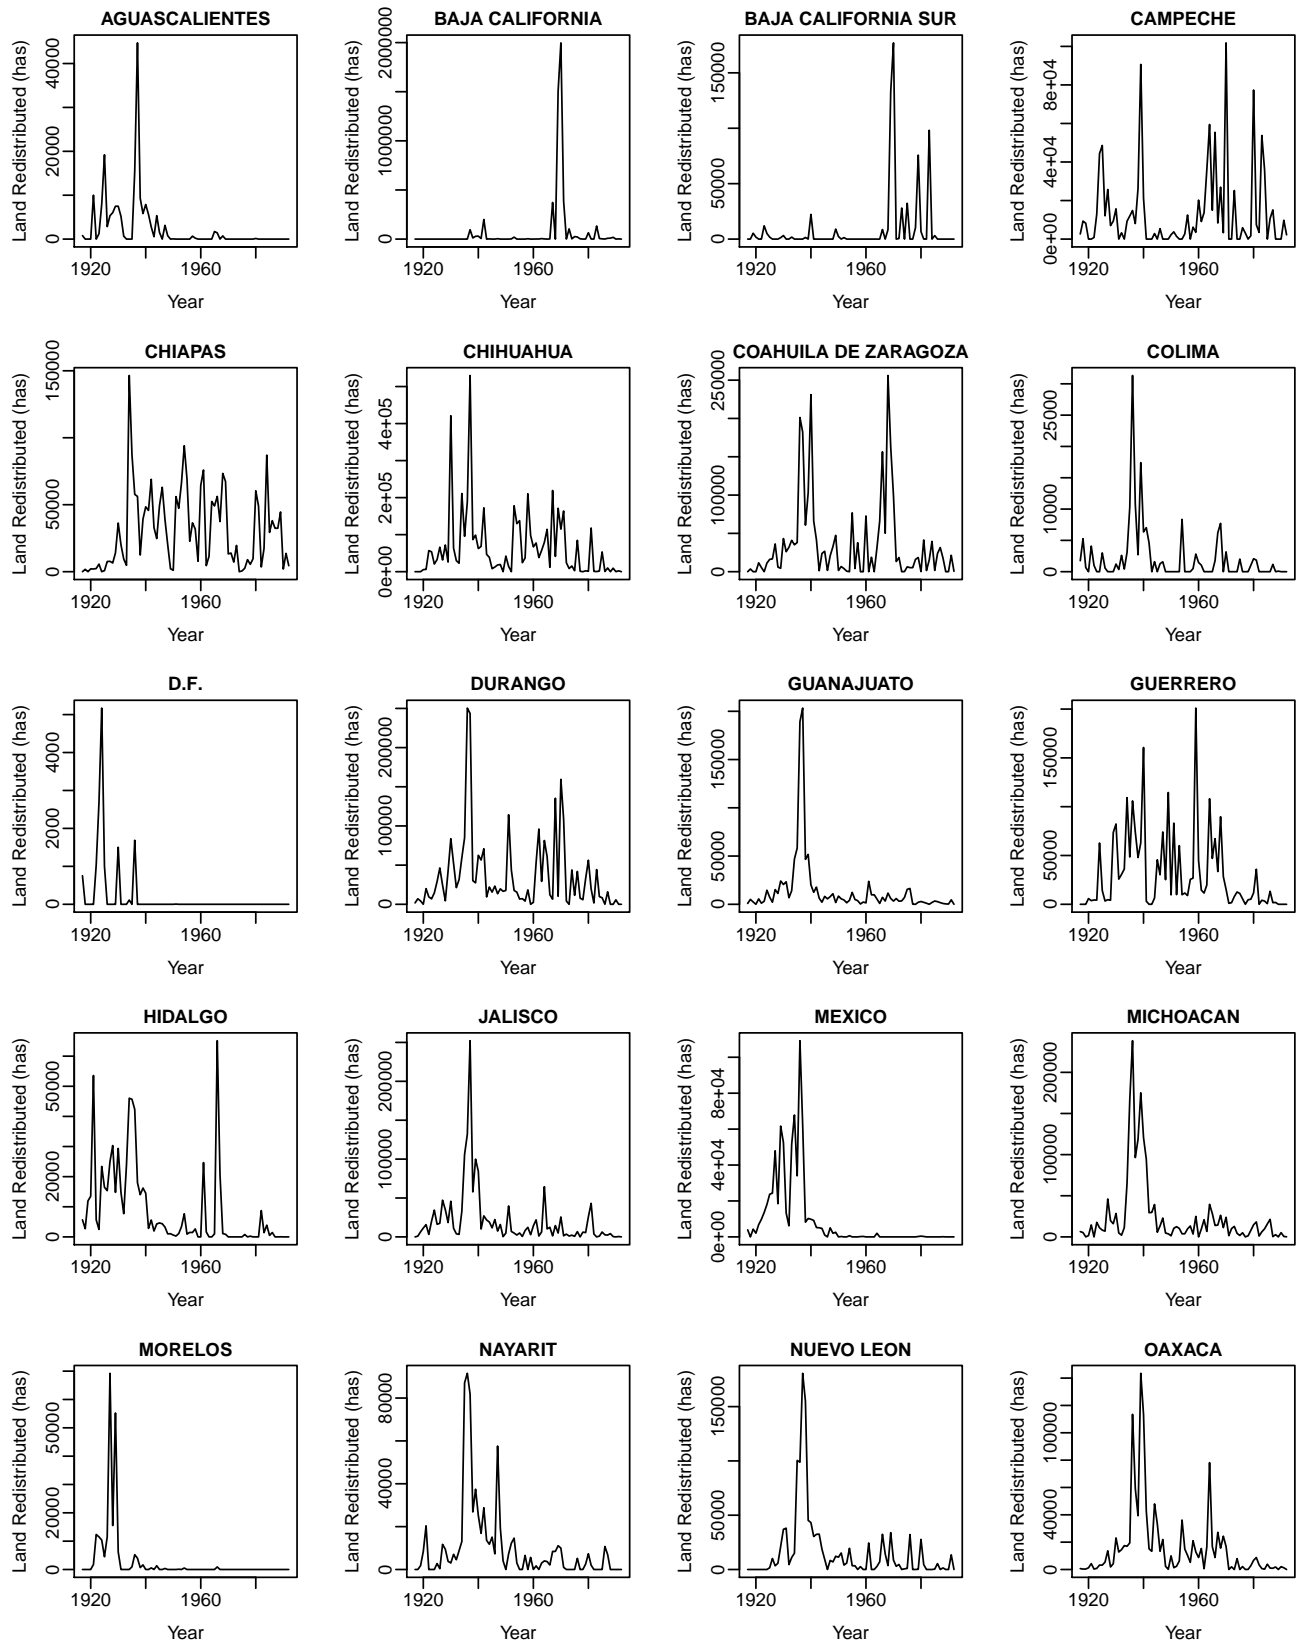 AGUASCALIENTES
Land Redistributed (has)
0 20000 40000
1920 1960
Year
BAJA CALIFORNIA
Land Redistributed (has)
0 1000000 2000000
1920 1960
Year
BAJA CALIFORNIA SUR
Land Redistributed (has)
0 50000 150000
1920 1960
Year
CAMPECHE
Land Redistributed (has)
0e+00 4e+04 8e+04
1920 1960
Year
CHIAPAS
Land Redistributed (has)
0 50000 150000
1920 1960
Year
CHIHUAHUA
Land Redistributed (has)
0e+00 2e+05 4e+05
1920 1960
Year
COAHUILA DE ZARAGOZA
Land Redistributed (has)
0 100000 250000
1920 1960
Year
COLIMA
Land Redistributed (has)
0 10000 25000
1920 1960
Year
D.F.
Land Redistributed (has)
0 2000 4000
1920 1960
Year
DURANGO
Land Redistributed (has)
0 100000 200000
1920 1960
Year
GUANAJUATO
Land Redistributed (has)
0 50000 150000
1920 1960
Year
GUERRERO
Land Redistributed (has)
0 50000 150000
1920 1960
Year
HIDALGO
Land Redistributed (has)
0 20000 50000
1920 1960
Year
JALISCO
Land Redistributed (has)
0 100000 200000
1920 1960
Year
MEXICO
Land Redistributed (has)
0e+00 4e+04 8e+04
1920 1960
Year
MICHOACAN
Land Redistributed (has)
0 100000 200000
1920 1960
Year
MORELOS
Land Redistributed (has)
0 20000 50000
1920 1960
Year
NAYARIT
Land Redistributed (has)
0 40000 80000
1920 1960
Year
NUEVO LEON
Land Redistributed (has)
0 50000 150000
1920 1960
Year
OAXACA
Land Redistributed (has)
0 40000 100000
1920 1960
Year